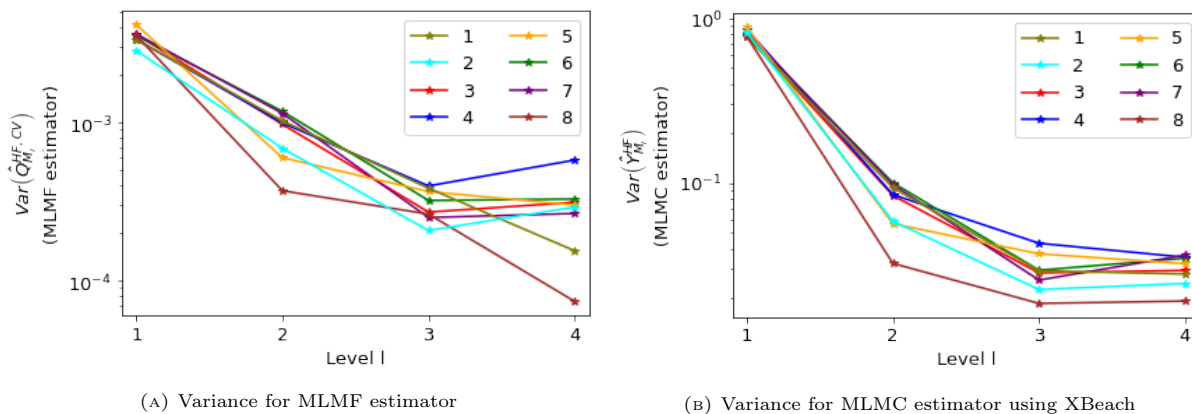 Var(Q̂^{HF,CV}_{M_l})
(MLMF estimator)
10^{-3}
10^{-4}
1 5
2 6
3 7
4 8
1 2 3 4
Level l
(A) Variance for MLMF estimator
Var(Ŷ^{HF}_{M_l})
(MLMC estimator)
10^0
10^{-1}
1 5
2 6
3 7
4 8
1 2 3 4
Level l
(B) Variance for MLMC estimator using XBeach